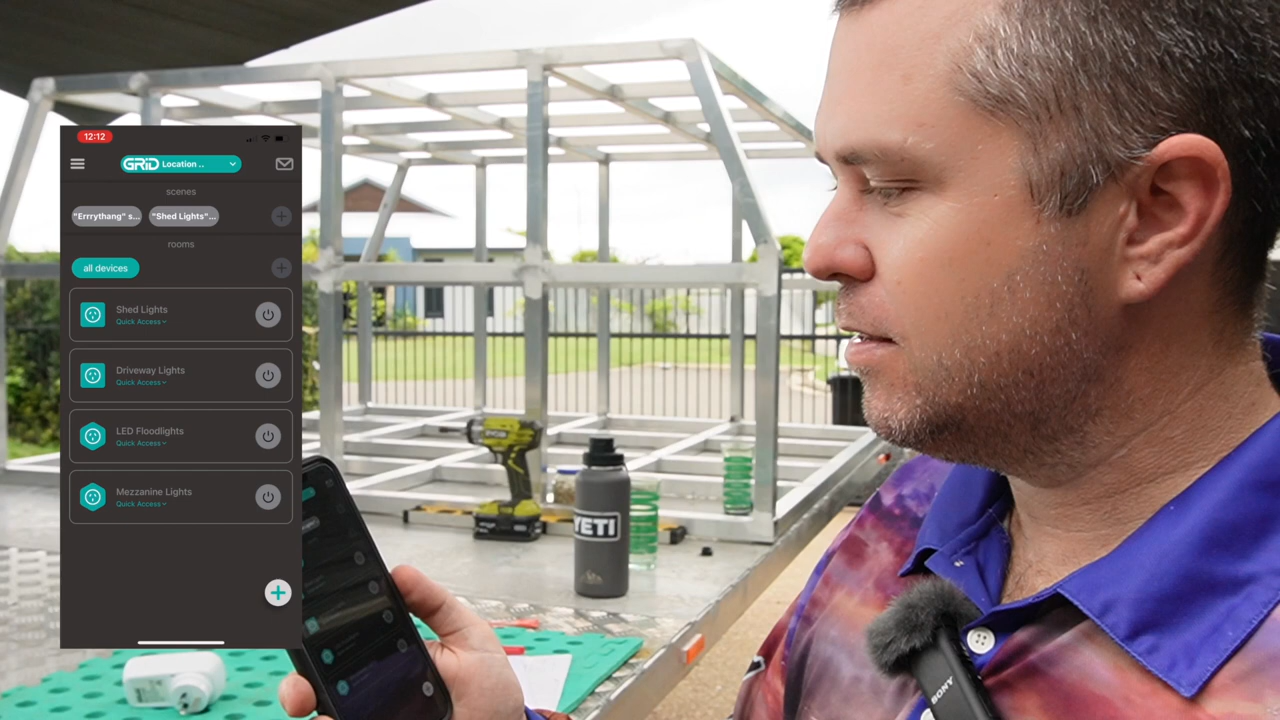 12:12
GRID Location ..
scenes
"Errrythang" s... "Shed Lights"...
rooms
all devices
Shed Lights
Quick Access
Driveway Lights
Quick Access
LED Floodlights
Quick Access
Mezzanine Lights
Quick Access
RYOBI
YETI
SONY